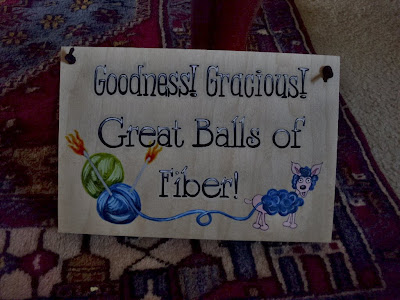 Goodness! Gracious!
Great Balls of
Fiber!